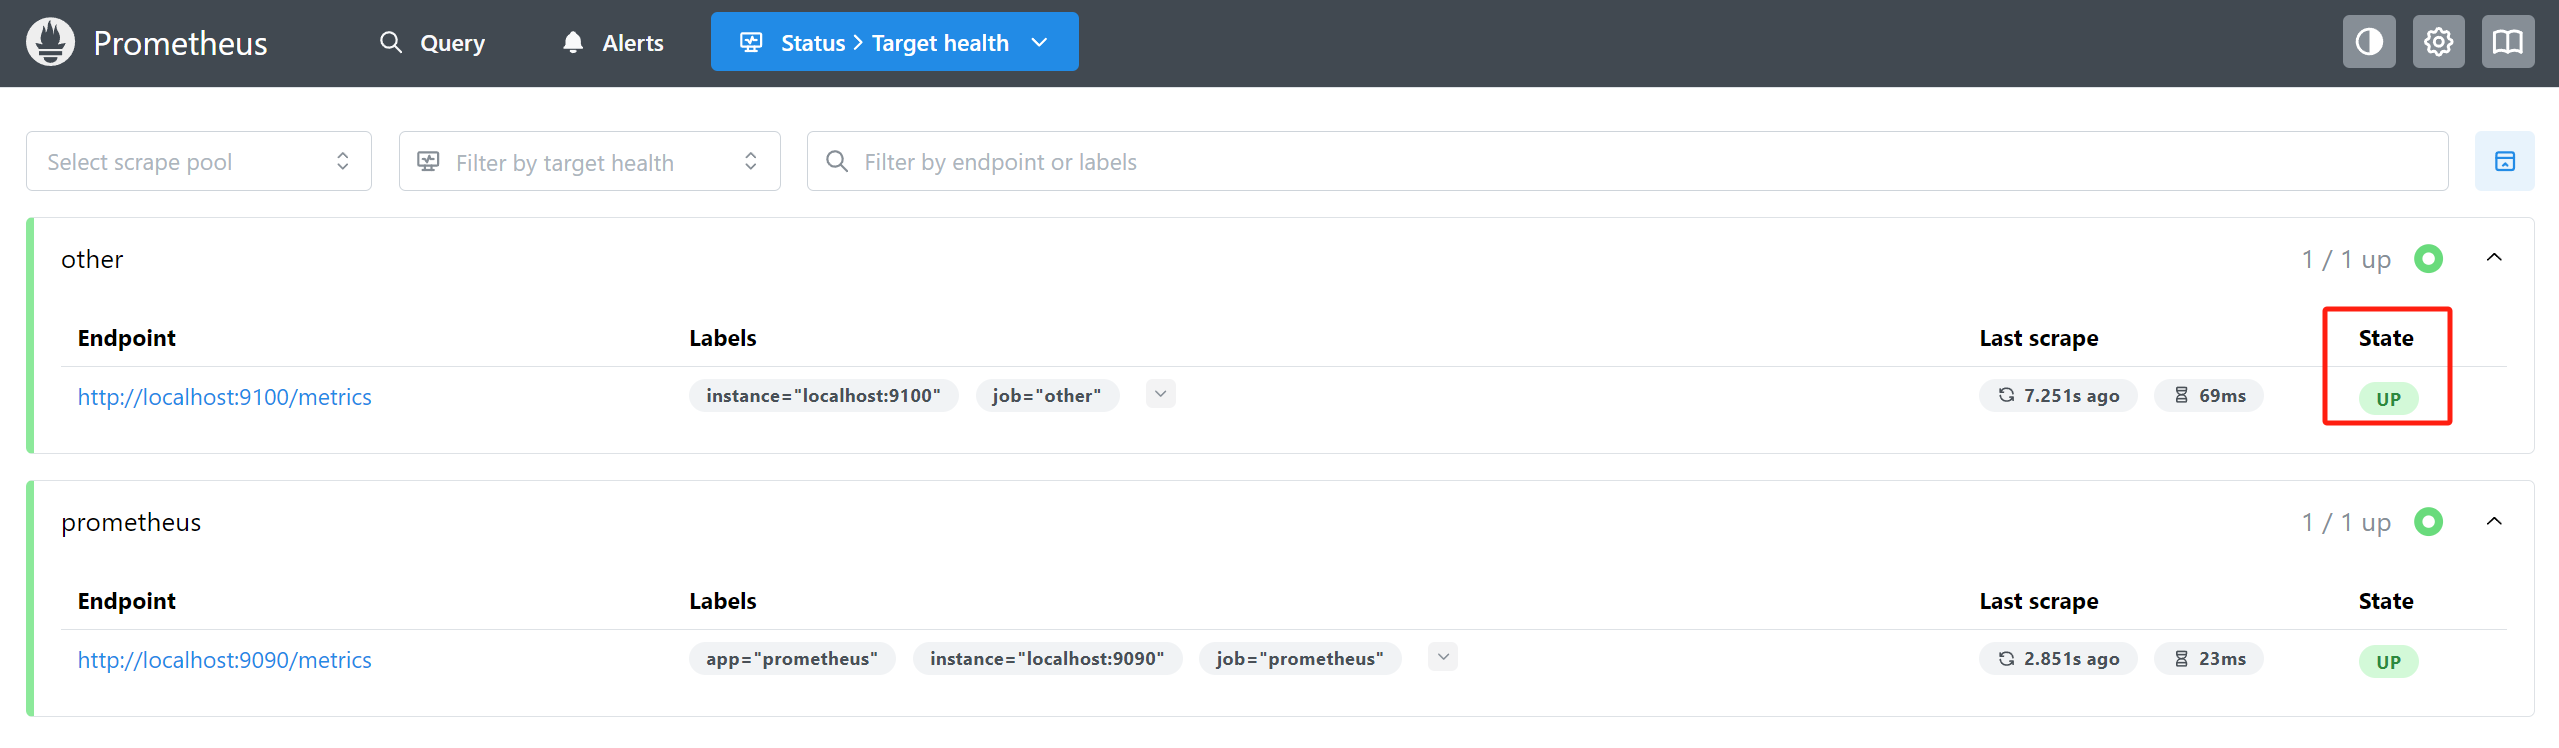 Prometheus Query Alerts Status > Target health
Select scrape pool Filter by target health Filter by endpoint or labels
other 1 / 1 up
Endpoint Labels Last scrape State
http://localhost:9100/metrics instance="localhost:9100" job="other" 7.251s ago 69ms UP
prometheus 1 / 1 up
Endpoint Labels Last scrape State
http://localhost:9090/metrics app="prometheus" instance="localhost:9090" job="prometheus" 2.851s ago 23ms UP